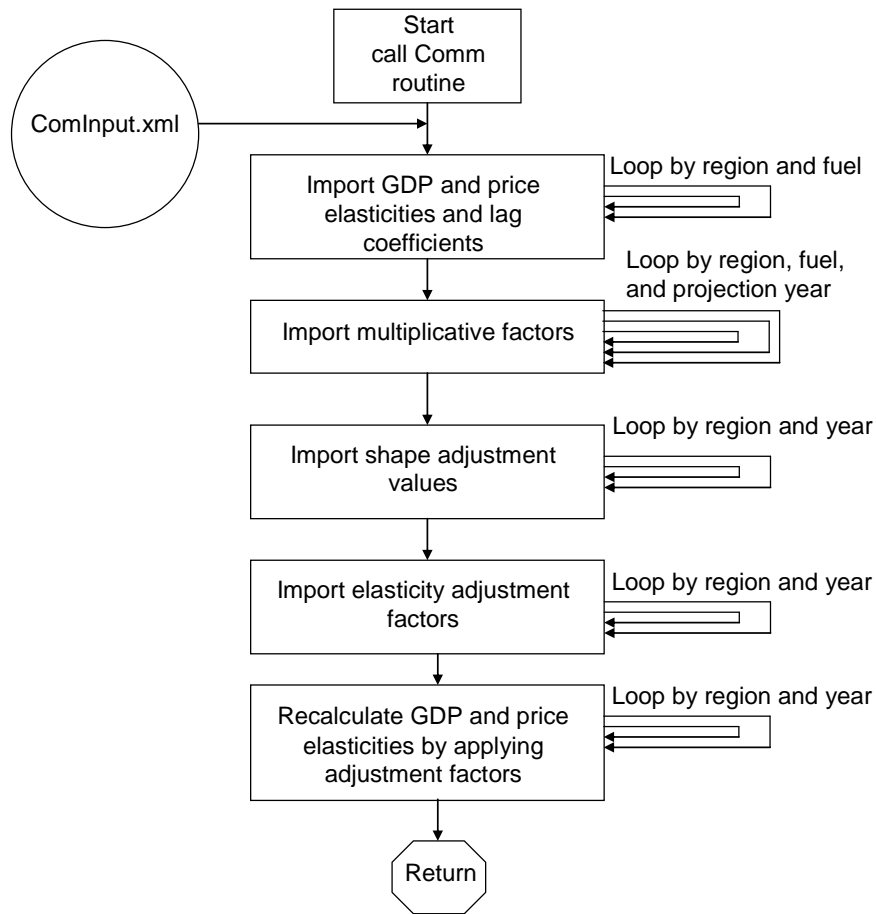 Start
call Comm
routine
ComInput.xml
Import GDP and price
elasticities and lag
coefficients
Loop by region and fuel
Loop by region, fuel,
and projection year
Import multiplicative factors
Loop by region and year
Import shape adjustment
values
Import elasticity adjustment
factors
Loop by region and year
Loop by region and year
Recalculate GDP and price
elasticities by applying
adjustment factors
Return